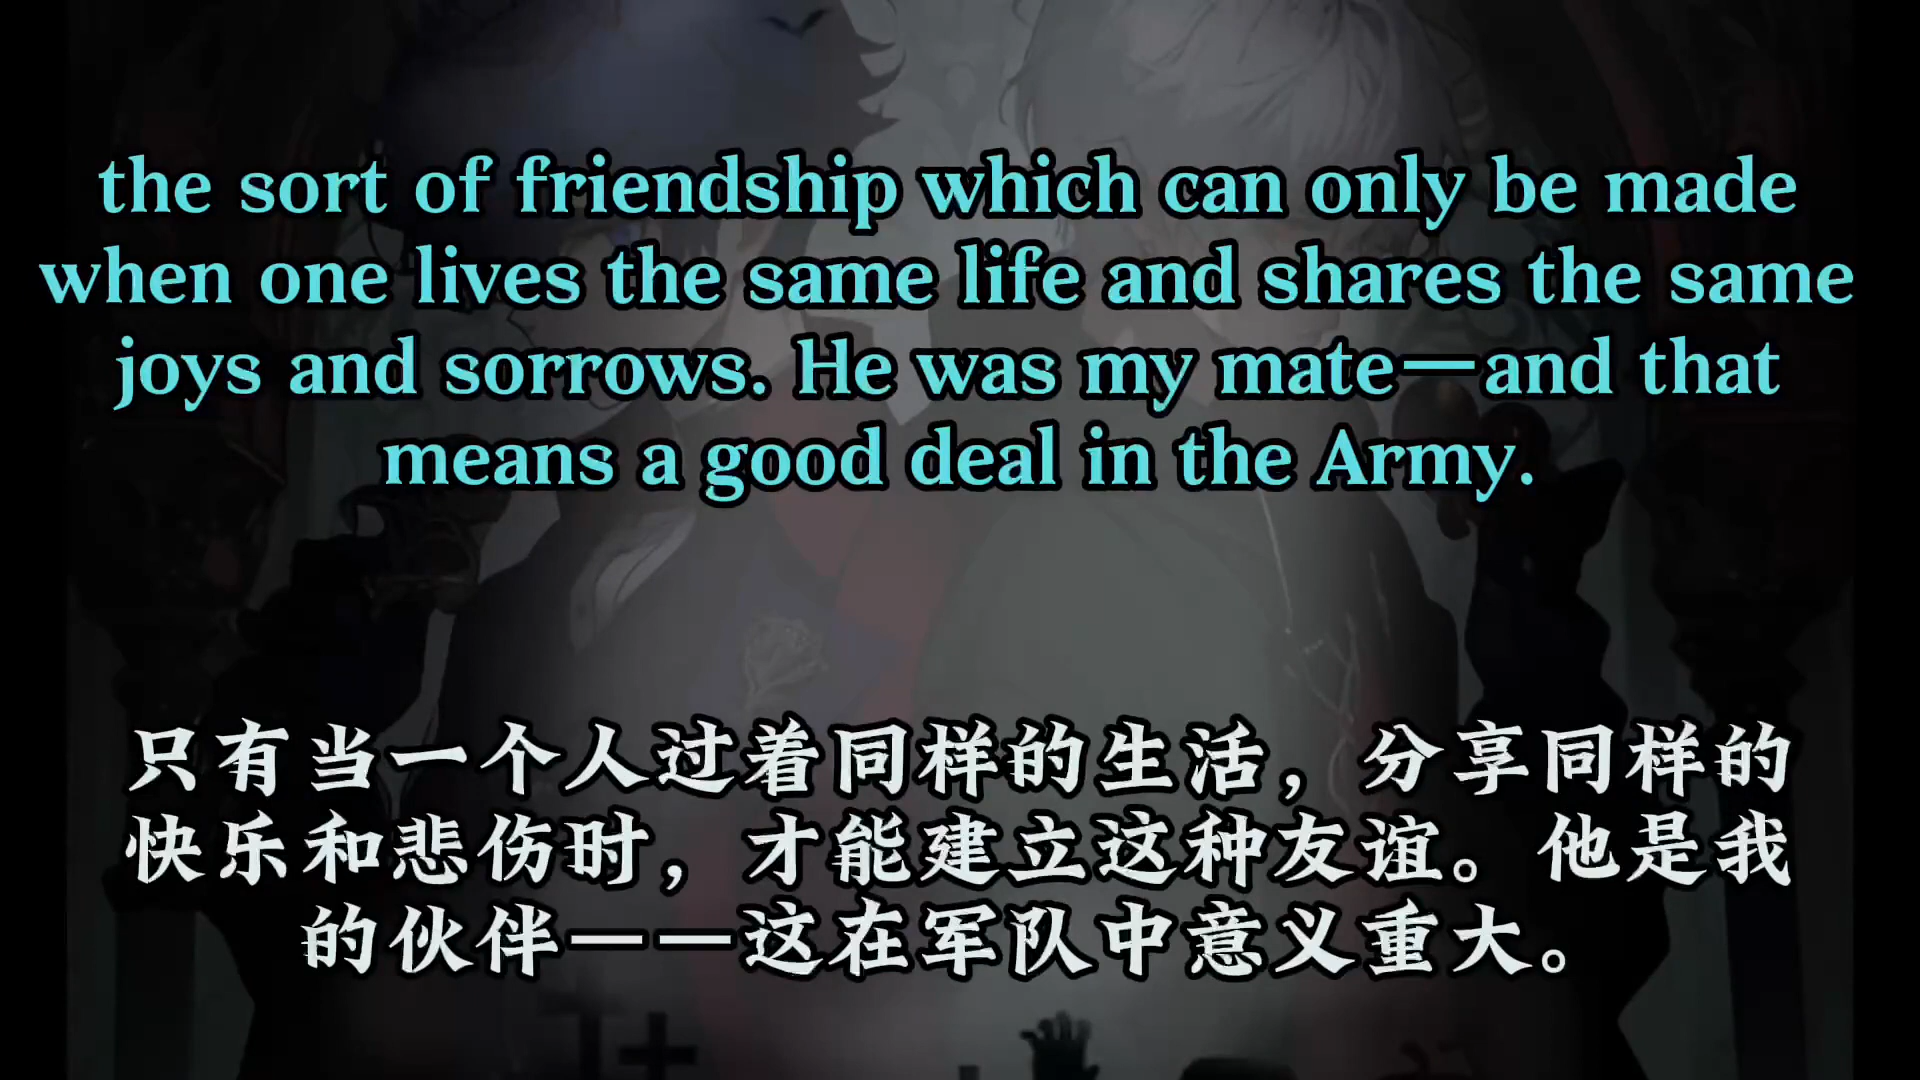 the sort of friendship which can only be made
when one lives the same life and shares the same
joys and sorrows. He was my mate—and that
means a good deal in the Army.
只有当一个人过着同样的生活，分享同样的
快乐和悲伤时，才能建立这种友谊。他是我
的伙伴——这在军队中意义重大。